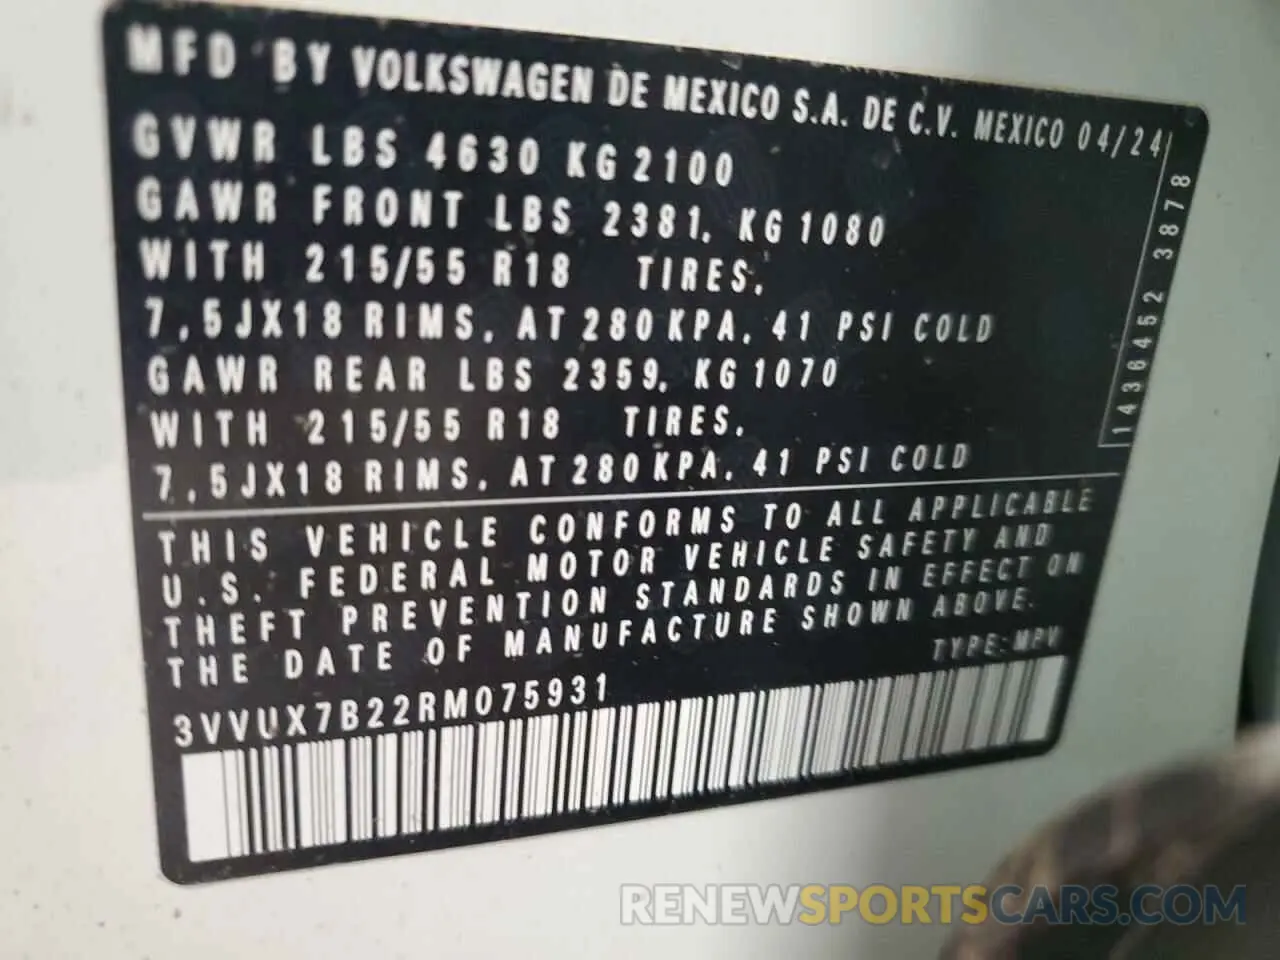 MFD BY VOLKSWAGEN DE MEXICO S.A. DE C.V. MEXICO 04/24
GVWR LBS 4630 KG 2100
GAWR FRONT LBS 2381, KG 1080
WITH 215/55 R18 TIRES,
7,5JX18 RIMS, AT 280 KPA, 41 PSI COLD
GAWR REAR LBS 2359, KG 1070
WITH 215/55 R18 TIRES,
7,5JX18 RIMS, AT 280 KPA, 41 PSI COLD
1436452 3878
THIS VEHICLE CONFORMS TO ALL APPLICABLE
U.S. FEDERAL MOTOR VEHICLE SAFETY AND
THEFT PREVENTION STANDARDS IN EFFECT ON
THE DATE OF MANUFACTURE SHOWN ABOVE.
TYPE: MPV
3VVUX7B22RM075931
RENEWSPORTSCARS.COM